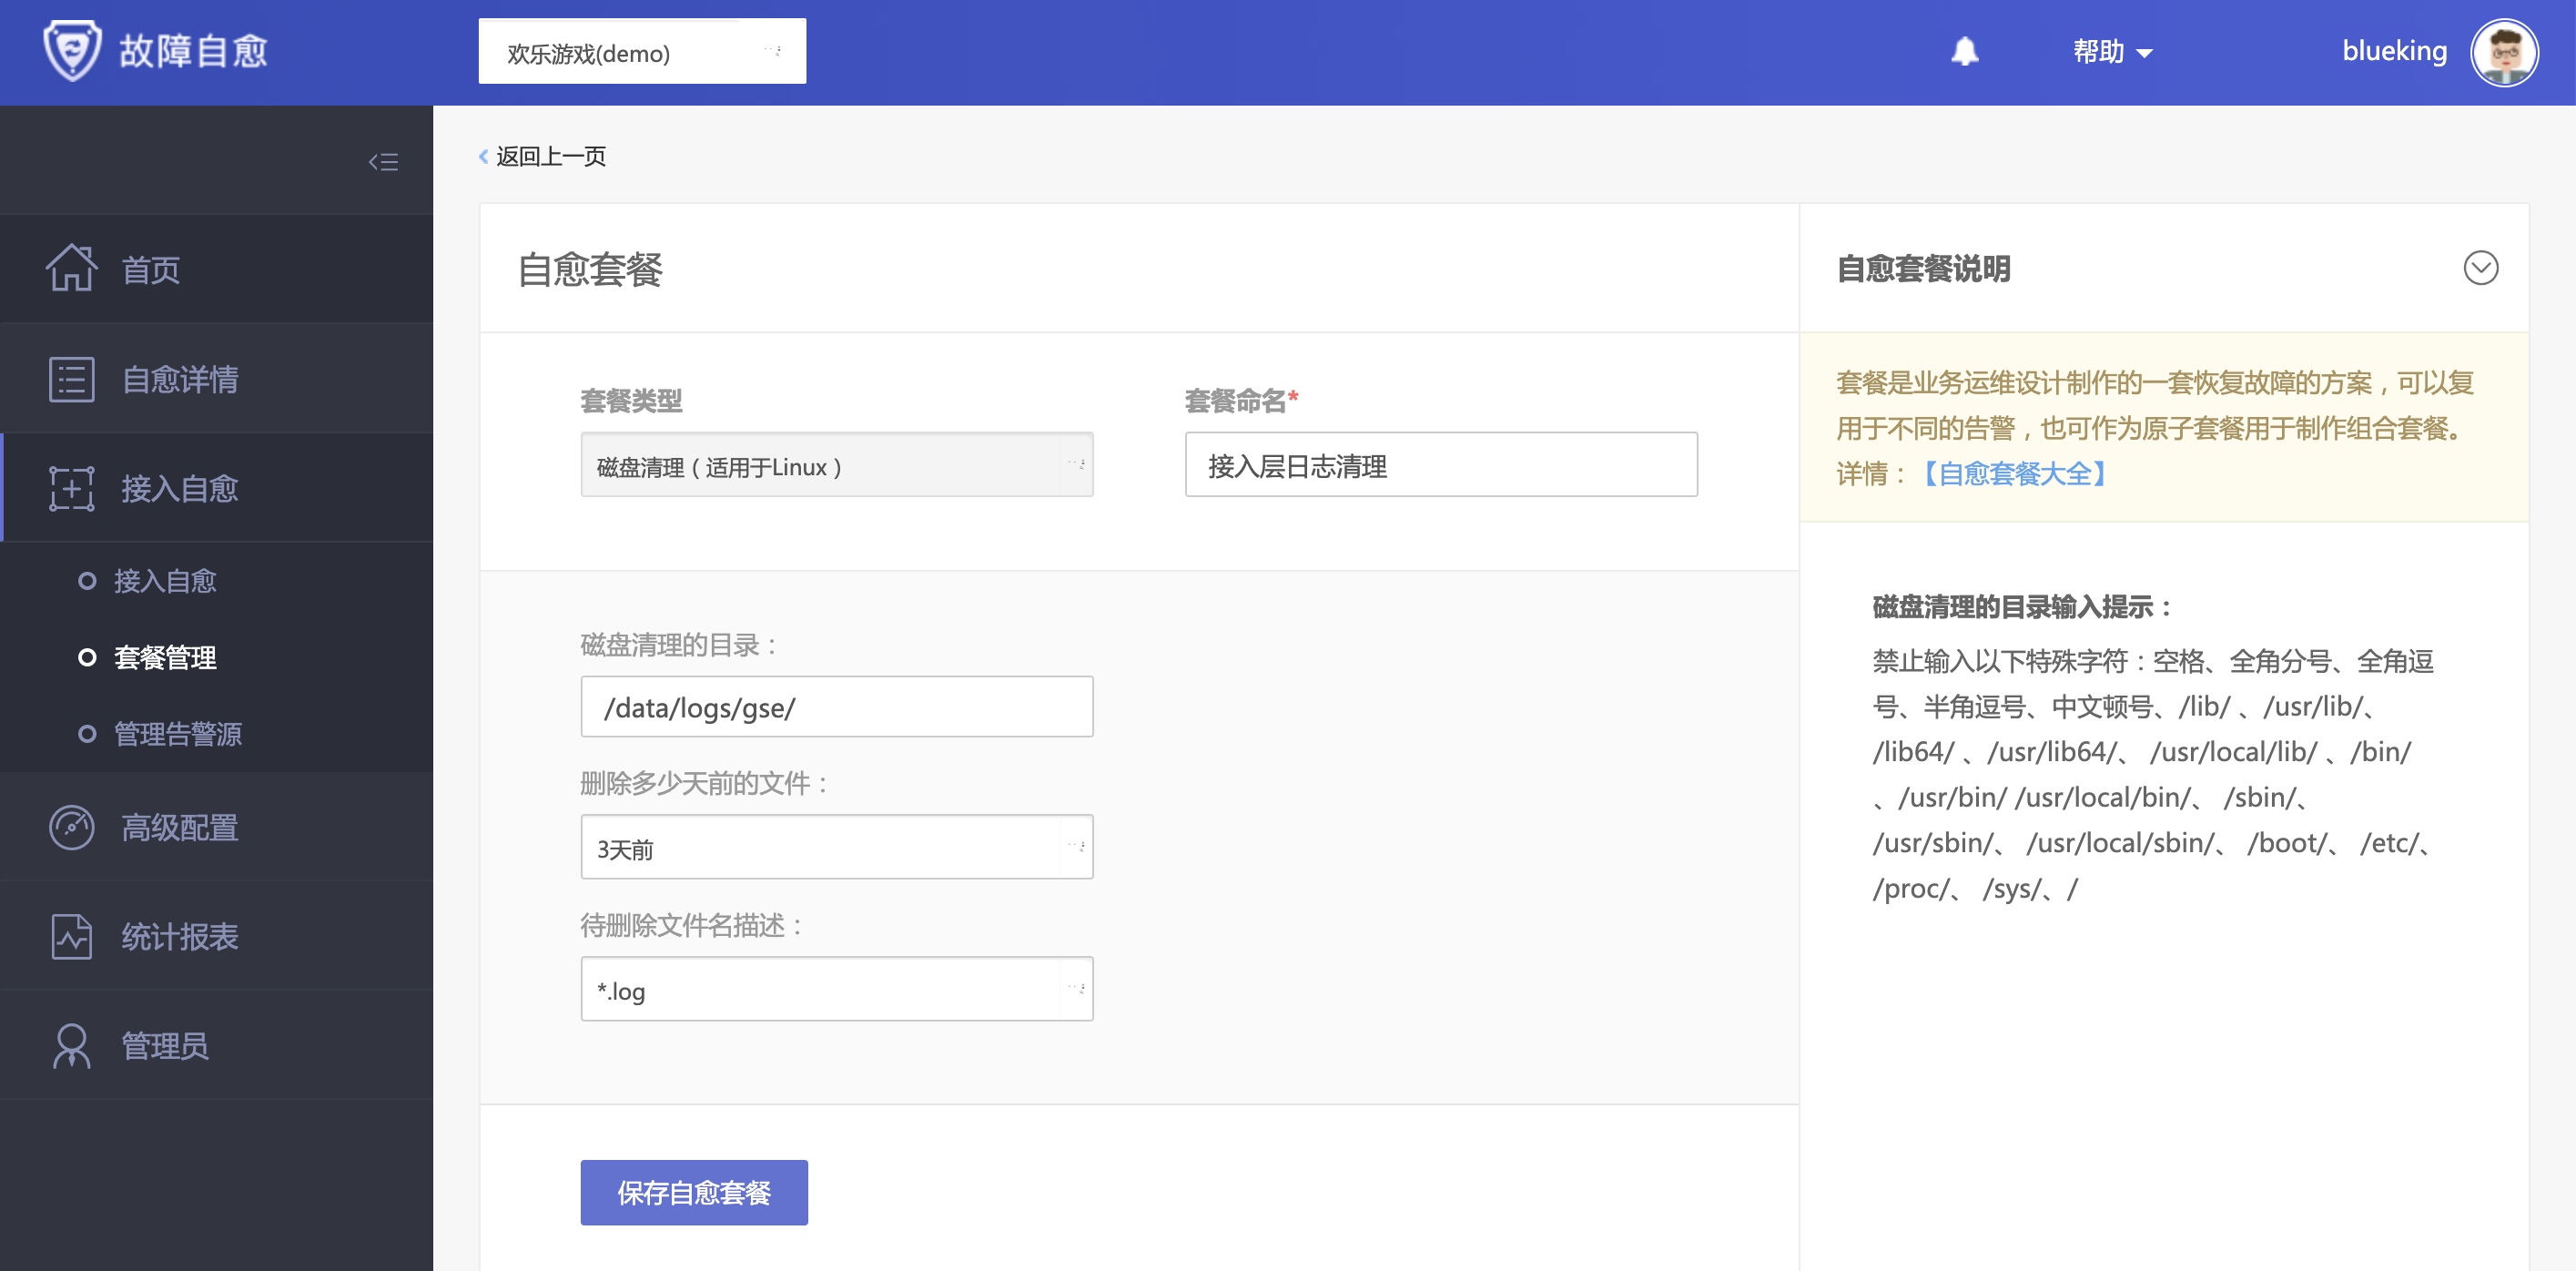 故障自愈
欢乐游戏(demo)
帮助
blueking
返回上一页
首页
自愈详情
接入自愈
接入自愈
套餐管理
管理告警源
高级配置
统计报表
管理员
自愈套餐
套餐类型
套餐命名*
磁盘清理（适用于Linux）
接入层日志清理
磁盘清理的目录：
/data/logs/gse/
删除多少天前的文件：
3天前
待删除文件名描述：
*.log
保存自愈套餐
自愈套餐说明
套餐是业务运维设计制作的一套恢复故障的方案，可以复
用于不同的告警，也可作为原子套餐用于制作组合套餐。
详情：【自愈套餐大全】
磁盘清理的目录输入提示：
禁止输入以下特殊字符：空格、全角分号、全角逗
号、半角逗号、中文顿号、/lib/ 、/usr/lib/、
/lib64/ 、/usr/lib64/、 /usr/local/lib/ 、/bin/
、/usr/bin/ /usr/local/bin/、 /sbin/、
/usr/sbin/、 /usr/local/sbin/、 /boot/、 /etc/、
/proc/、 /sys/、/